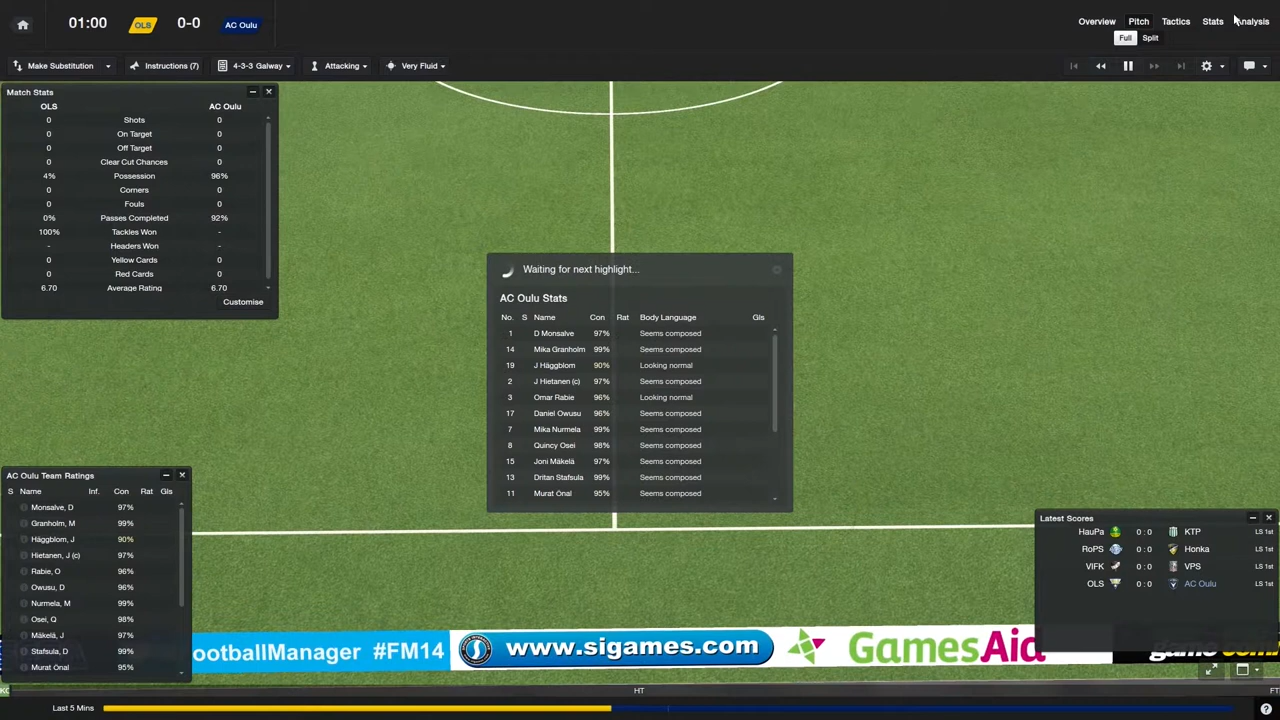 01:00 OLS 0-0 AC Oulu
Overview Pitch Tactics Stats Analysis
Full Split
Make Substitution Instructions (7) 4-3-3 Galway Attacking Very Fluid
Match Stats
OLS AC Oulu
0 Shots 0
0 On Target 0
0 Off Target 0
0 Clear Cut Chances 0
4% Possession 96%
0 Corners 0
0 Fouls 0
0% Passes Completed 92%
100% Tackles Won -
- Headers Won -
0 Yellow Cards 0
0 Red Cards 0
6.70 Average Rating 6.70
Customise
Waiting for next highlight...
AC Oulu Stats
No. S Name Con Rat Body Language Gls
1 D Monsalve 97% Seems composed
14 Mika Granholm 99% Seems composed
19 J Häggblom 90% Looking normal
2 J Hietanen (c) 97% Seems composed
3 Omar Rabie 96% Looking normal
17 Daniel Owusu 96% Seems composed
7 Mika Nurmela 99% Seems composed
8 Quincy Osei 98% Seems composed
15 Joni Mäkelä 97% Seems composed
13 Dritan Stafsula 99% Seems composed
11 Murat Önal 95% Seems composed
AC Oulu Team Ratings
S Name Inf. Con Rat Gls
Monsalve, D 97%
Granholm, M 99%
Häggblom, J 90%
Hietanen, J (c) 97%
Rabie, O 96%
Owusu, D 96%
Nurmela, M 99%
Osei, Q 98%
Mäkelä, J 97%
Stafsula, D 99%
Murat Önal 95%
Latest Scores
HauPa 0 : 0 KTP LS 1st
RoPS 0 : 0 Honka LS 1st
VIFK 0 : 0 VPS LS 1st
OLS 0 : 0 AC Oulu LS 1st
ootballManager #FM14 www.sigames.com GamesAid
KO HT FT
Last 5 Mins